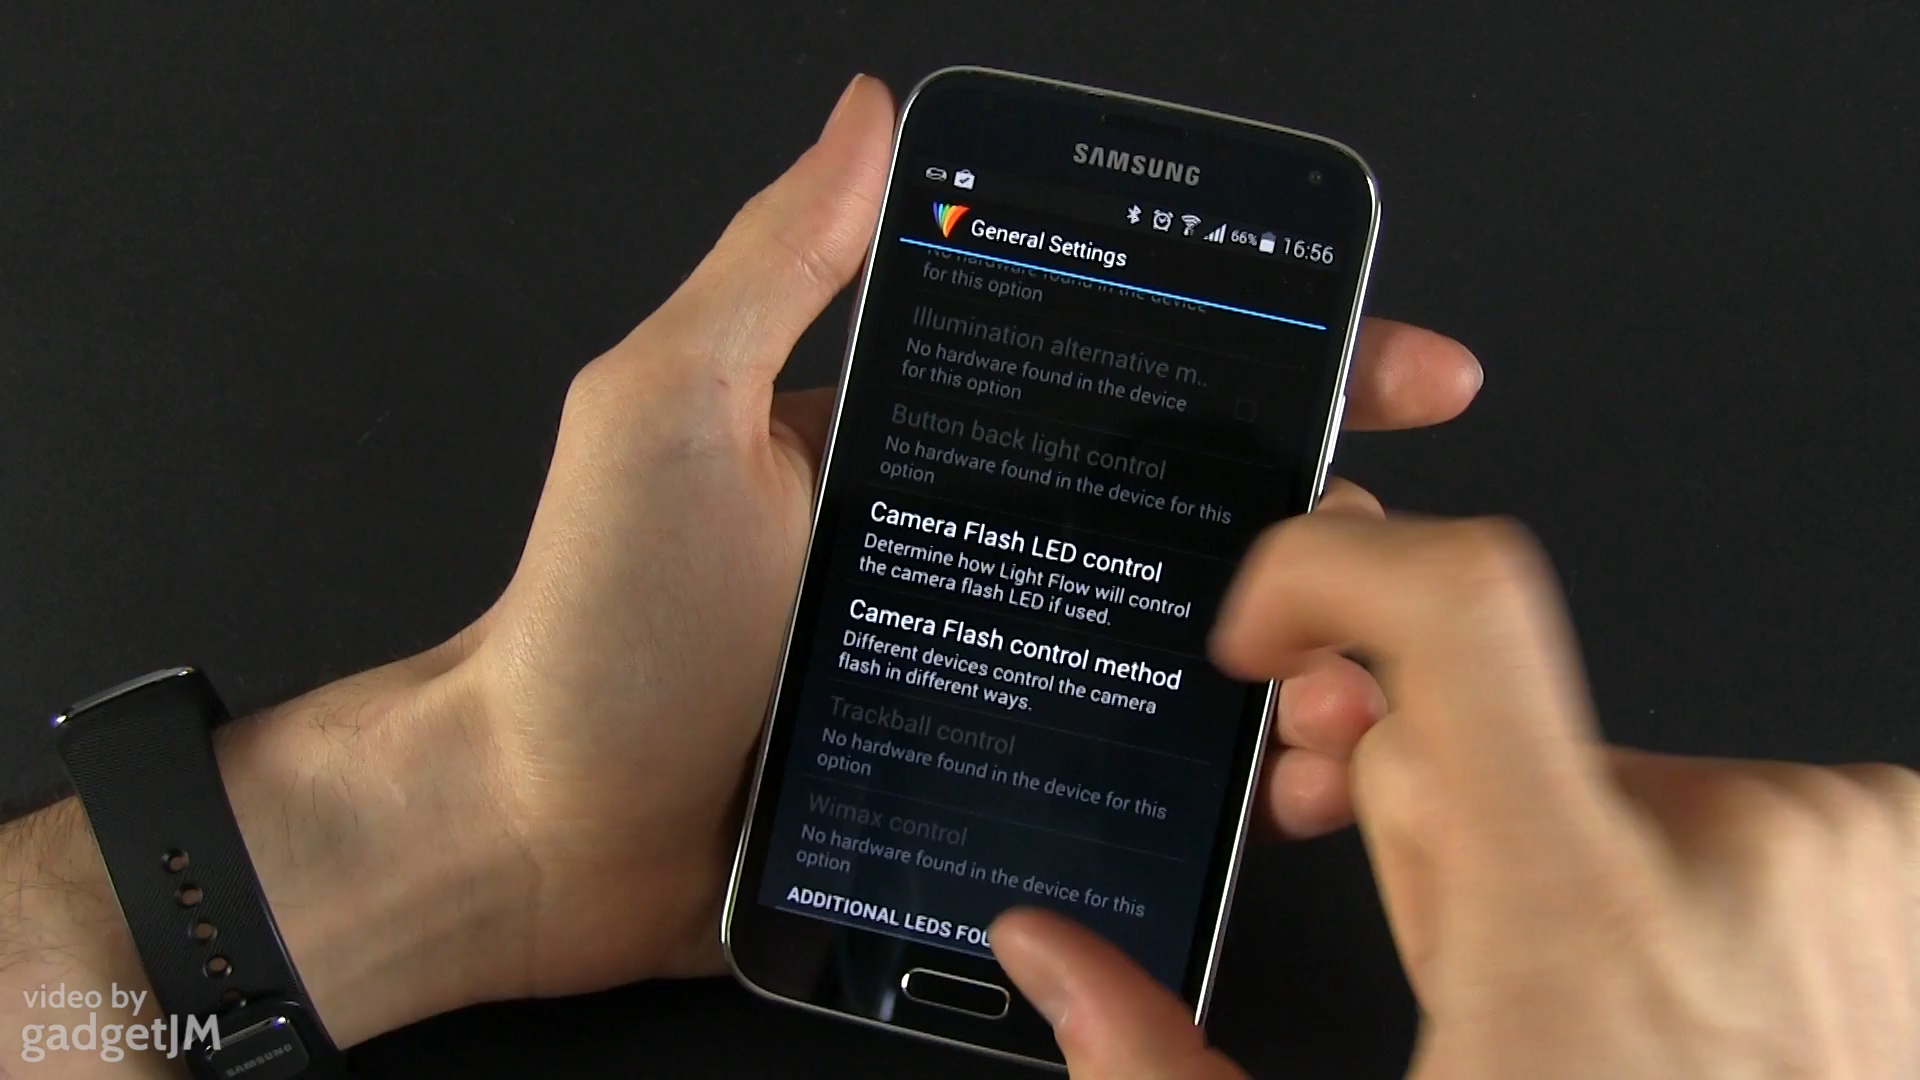 SAMSUNG
66% 16:56
General Settings
No hardware found in the device
for this option
Illumination alternative m..
No hardware found in the device
for this option
Button back light control
No hardware found in the device for this
option
Camera Flash LED control
Determine how Light Flow will control
the camera flash LED if used.
Camera Flash control method
Different devices control the camera
flash in different ways.
Trackball control
No hardware found in the device for this
option
Wimax control
No hardware found in the device for this
option
ADDITIONAL LEDS
video by
gadgetJM
SAMSUNG